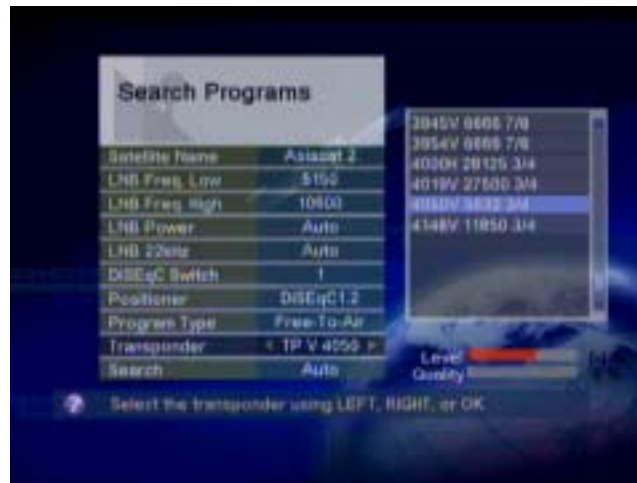 Search Programs
Satellite Name Asiasat 2
LNB Freq. Low 5150
LNB Freq. High 10600
LNB Power Auto
LNB 22kHz Auto
DiSEqC Switch 1
Positioner DiSEqC1.2
Program Type Free-To-Air
Transponder < TP V 4050 >
Search Auto
3945V 6666 7/8
3954V 6666 7/8
4020H 28125 3/4
4019V 27500 3/4
4148V 11850 3/4
Level
Quality
? Select the transponder using LEFT, RIGHT, or OK